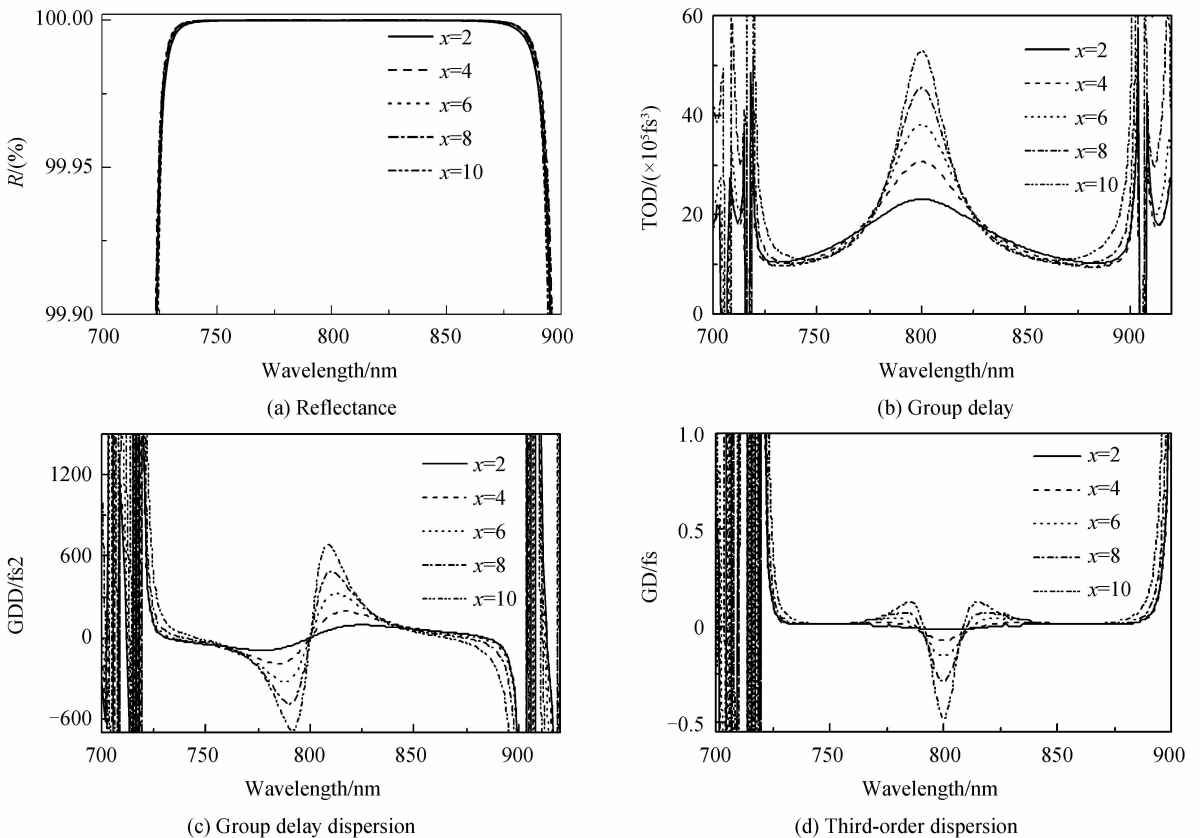 100.00
99.95
99.90
R/(%)
x=2
x=4
x=6
x=8
x=10
700
750
800
850
900
Wavelength/nm
(a) Reflectance
60
40
20
0
TOD/(×10⁵fs³)
x=2
x=4
x=6
x=8
x=10
700
750
800
850
900
Wavelength/nm
(b) Group delay
1200
600
0
−600
GDD/fs2
x=2
x=4
x=6
x=8
x=10
700
750
800
850
900
Wavelength/nm
(c) Group delay dispersion
1.0
0.5
0
−0.5
GD/fs
x=2
x=4
x=6
x=8
x=10
700
750
800
850
900
Wavelength/nm
(d) Third-order dispersion